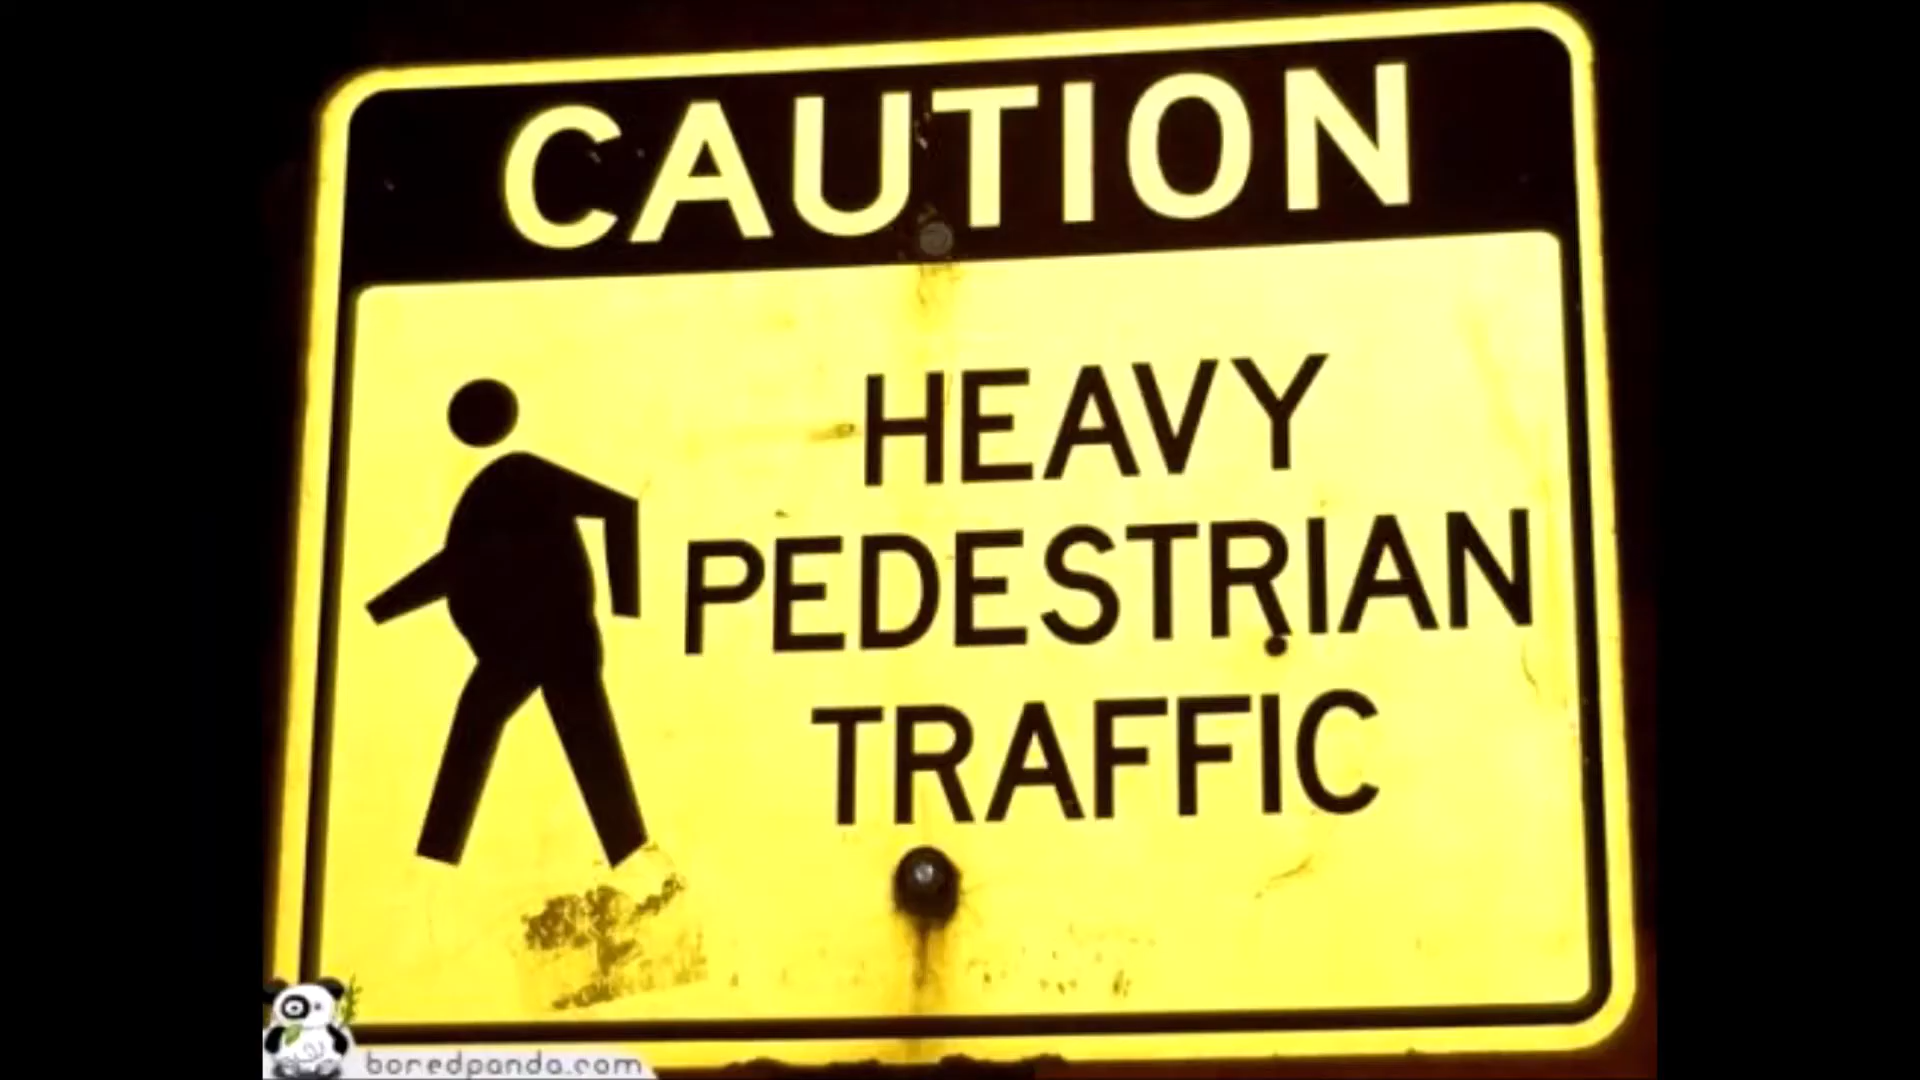 CAUTION
HEAVY
PEDESTRIAN
TRAFFIC
boredpanda.com